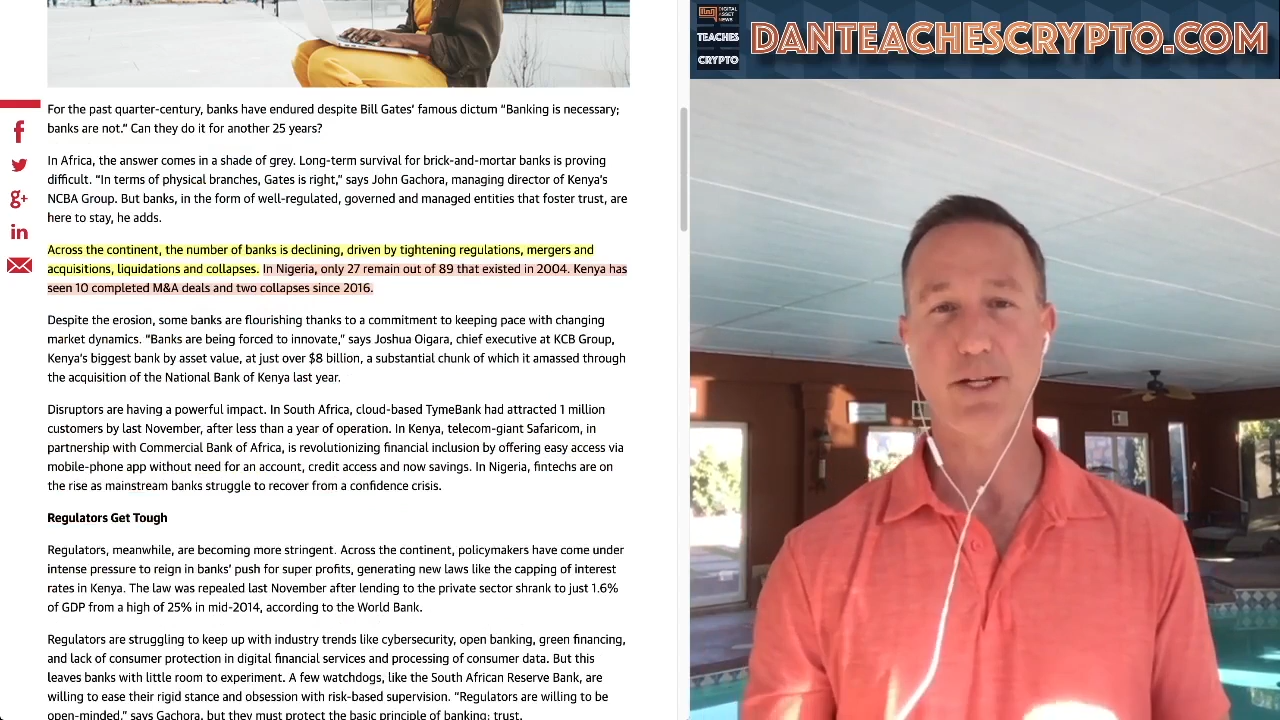 For the past quarter-century, banks have endured despite Bill Gates’ famous dictum “Banking is necessary;
banks are not.” Can they do it for another 25 years?
In Africa, the answer comes in a shade of grey. Long-term survival for brick-and-mortar banks is proving
difficult. “In terms of physical branches, Gates is right,” says John Gachora, managing director of Kenya’s
NCBA Group. But banks, in the form of well-regulated, governed and managed entities that foster trust, are
here to stay, he adds.
Across the continent, the number of banks is declining, driven by tightening regulations, mergers and
acquisitions, liquidations and collapses. In Nigeria, only 27 remain out of 89 that existed in 2004. Kenya has
seen 10 completed M&A deals and two collapses since 2016.
Despite the erosion, some banks are flourishing thanks to a commitment to keeping pace with changing
market dynamics. “Banks are being forced to innovate,” says Joshua Oigara, chief executive at KCB Group,
Kenya’s biggest bank by asset value, at just over $8 billion, a substantial chunk of which it amassed through
the acquisition of the National Bank of Kenya last year.
Disruptors are having a powerful impact. In South Africa, cloud-based TymeBank had attracted 1 million
customers by last November, after less than a year of operation. In Kenya, telecom-giant Safaricom, in
partnership with Commercial Bank of Africa, is revolutionizing financial inclusion by offering easy access via
mobile-phone app without need for an account, credit access and now savings. In Nigeria, fintechs are on
the rise as mainstream banks struggle to recover from a confidence crisis.
Regulators Get Tough
Regulators, meanwhile, are becoming more stringent. Across the continent, policymakers have come under
intense pressure to reign in banks’ push for super profits, generating new laws like the capping of interest
rates in Kenya. The law was repealed last November after lending to the private sector shrank to just 1.6%
of GDP from a high of 25% in mid-2014, according to the World Bank.
Regulators are struggling to keep up with industry trends like cybersecurity, open banking, green financing,
and lack of consumer protection in digital financial services and processing of consumer data. But this
leaves banks with little room to experiment. A few watchdogs, like the South African Reserve Bank, are
willing to ease their rigid stance and obsession with risk-based supervision. “Regulators are willing to be
open-minded,” says Gachora, but they must protect the basic principle of banking: trust.
f
g+
in
DIGITAL
ASSET
NEWS
TEACHES
CRYPTO
DANTEACHESCRYPTO.COM